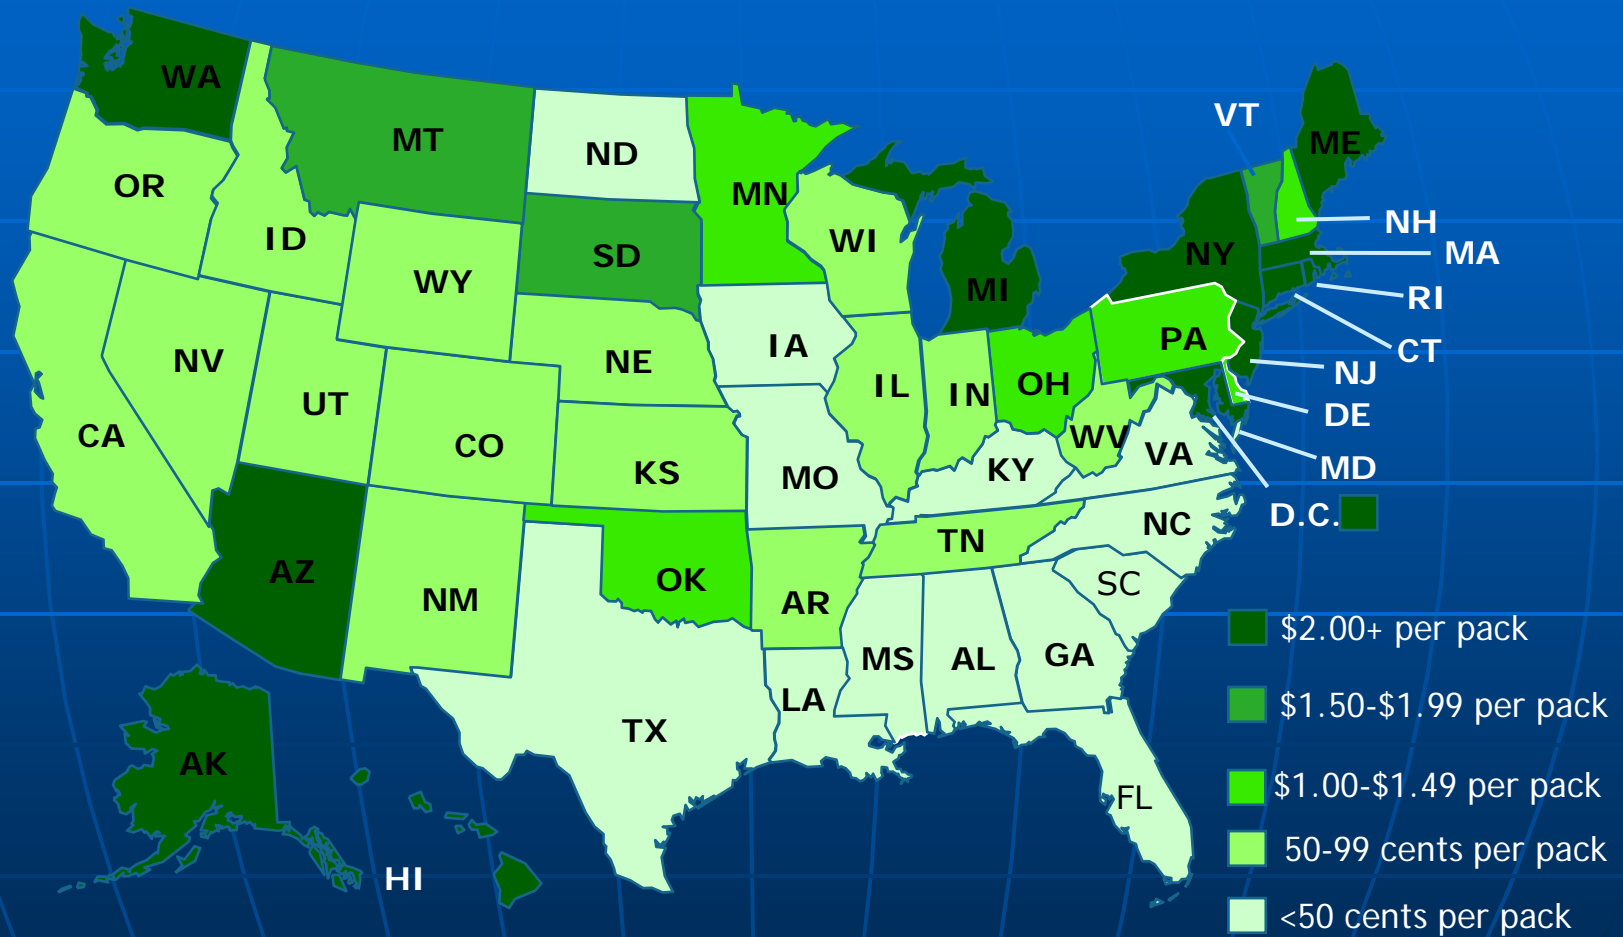 WA
VT
ME
MT
ND
OR
MN
NH
ID
WI
NY
MA
SD
WY
MI
RI
IA
PA
CT
NV
NE
NJ
UT
IL
IN
OH
DE
CA
CO
WV
VA
MD
KS
MO
KY
NC
D.C.
TN
AZ
OK
SC
NM
AR
$2.00+ per pack
MS
AL
GA
LA
$1.50-$1.99 per pack
TX
AK
FL
$1.00-$1.49 per pack
50-99 cents per pack
HI
<50 cents per pack